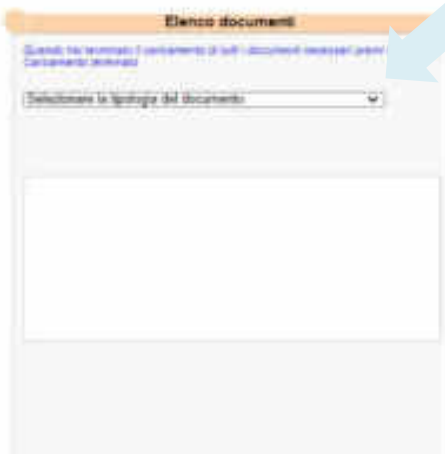 Elenco documenti
Quando hai terminato il caricamento di tutti i documenti necessari premi
Caricamento terminato
Selezionare la tipologia del documento